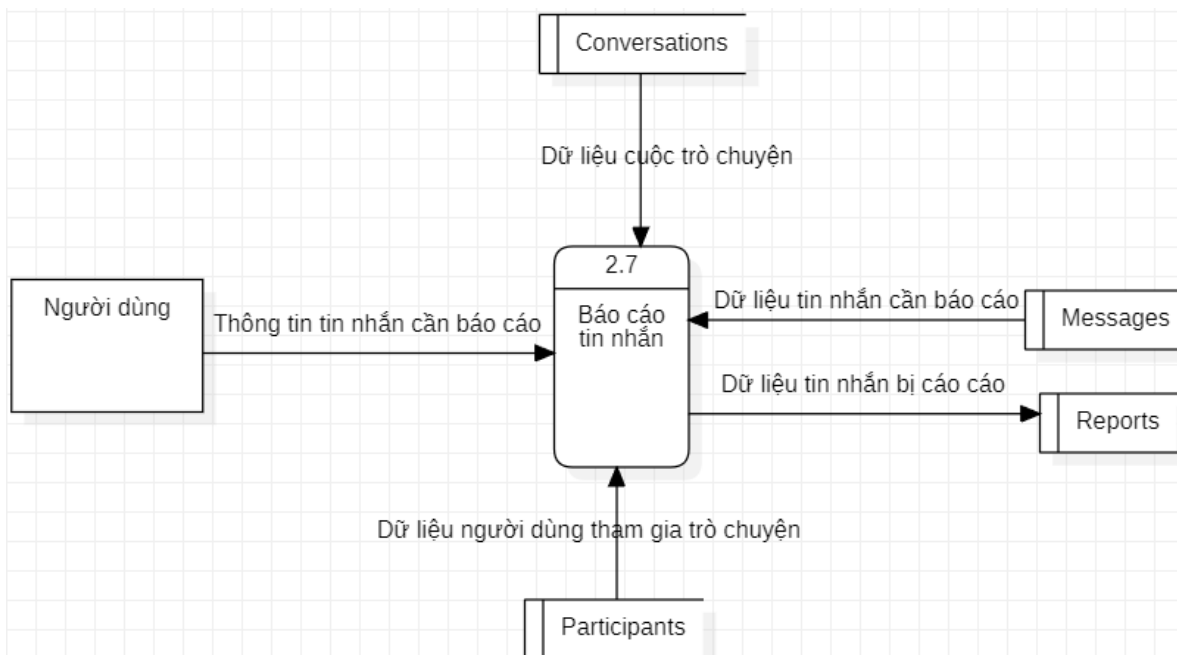 Conversations
Dữ liệu cuộc trò chuyện
2.7
Người dùng
Thông tin tin nhắn cần báo cáo
Báo cáo
tin nhắn
Dữ liệu tin nhắn cần báo cáo
Messages
Dữ liệu tin nhắn bị cáo cáo
Reports
Dữ liệu người dùng tham gia trò chuyện
Participants